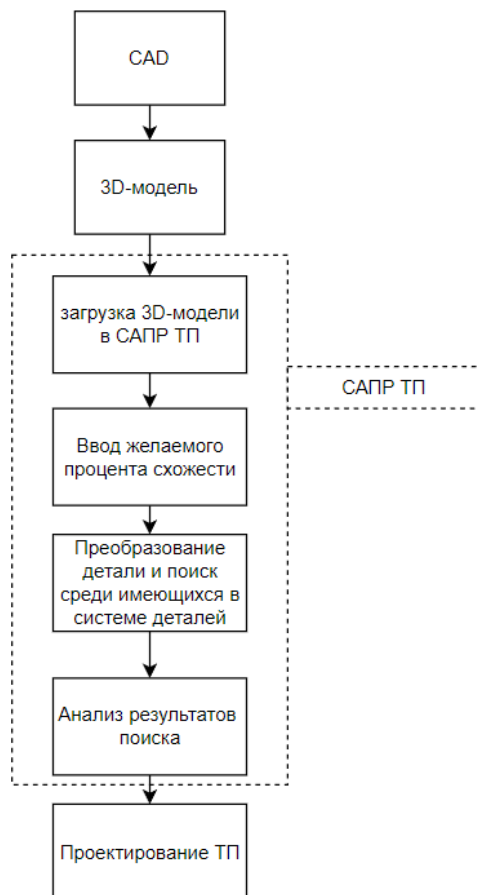 CAD
3D-модель
загрузка 3D-модели
в САПР ТП
САПР ТП
Ввод желаемого
процента схожести
Преобразование
детали и поиск
среди имеющихся в
системе деталей
Анализ результатов
поиска
Проектирование ТП